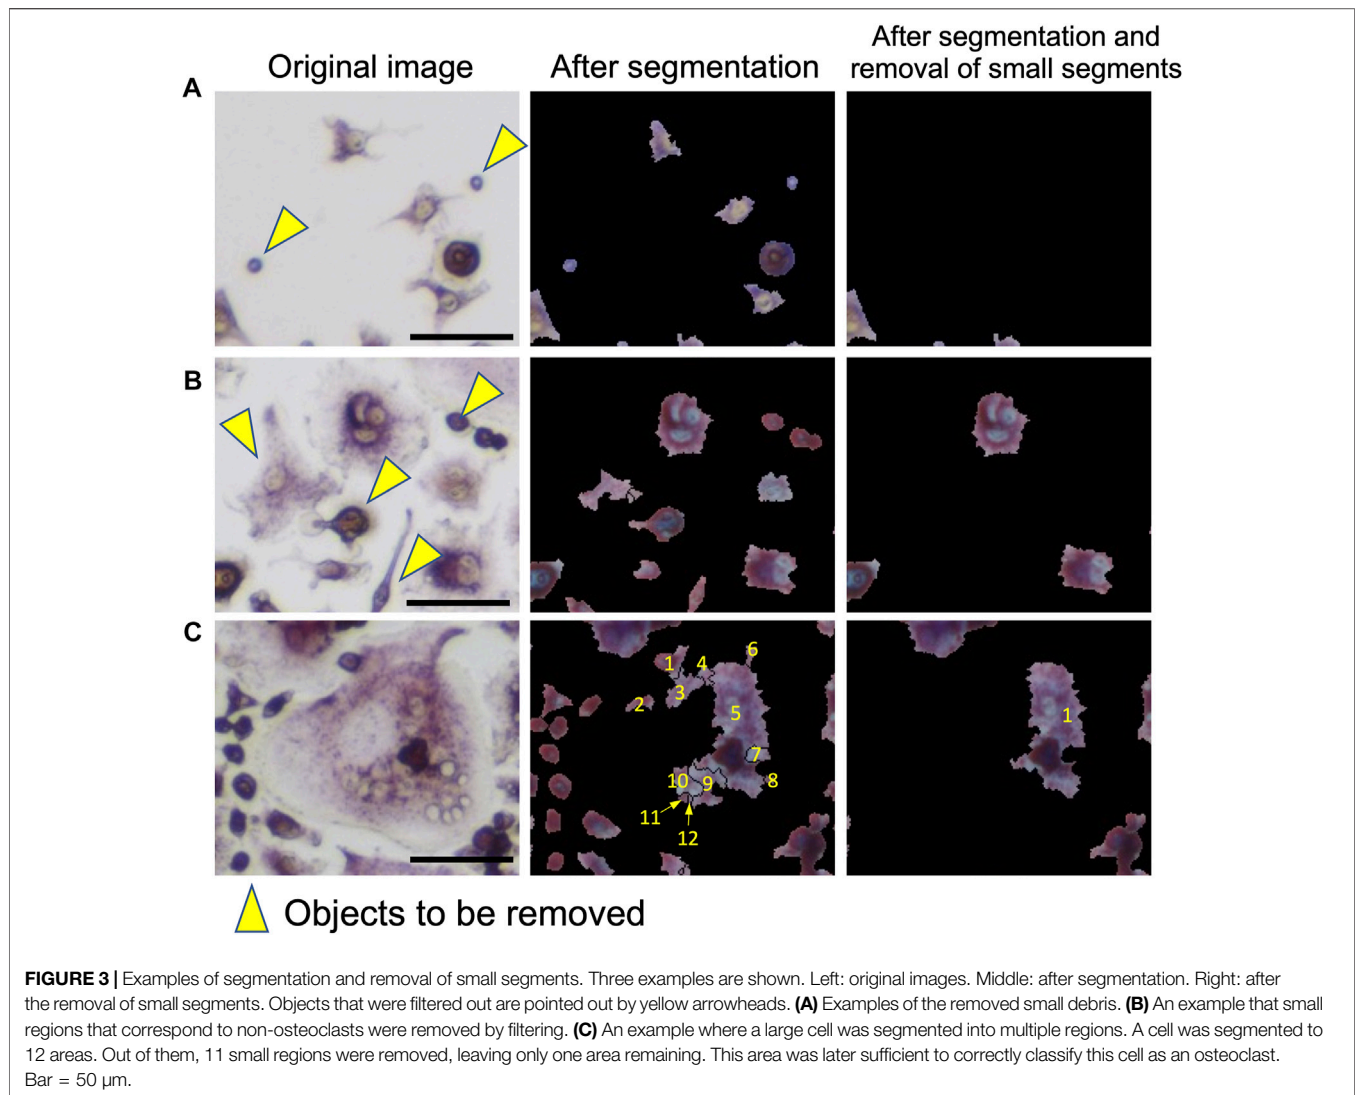 Original image
After segmentation
After segmentation and
removal of small segments
A
B
C
1
2
3
4
5
6
7
8
9
10
11
12
1
Objects to be removed
FIGURE 3 | Examples of segmentation and removal of small segments. Three examples are shown. Left: original images. Middle: after segmentation. Right: after
the removal of small segments. Objects that were filtered out are pointed out by yellow arrowheads. (A) Examples of the removed small debris. (B) An example that small
regions that correspond to non-osteoclasts were removed by filtering. (C) An example where a large cell was segmented into multiple regions. A cell was segmented to
12 areas. Out of them, 11 small regions were removed, leaving only one area remaining. This area was later sufficient to correctly classify this cell as an osteoclast.
Bar = 50 µm.